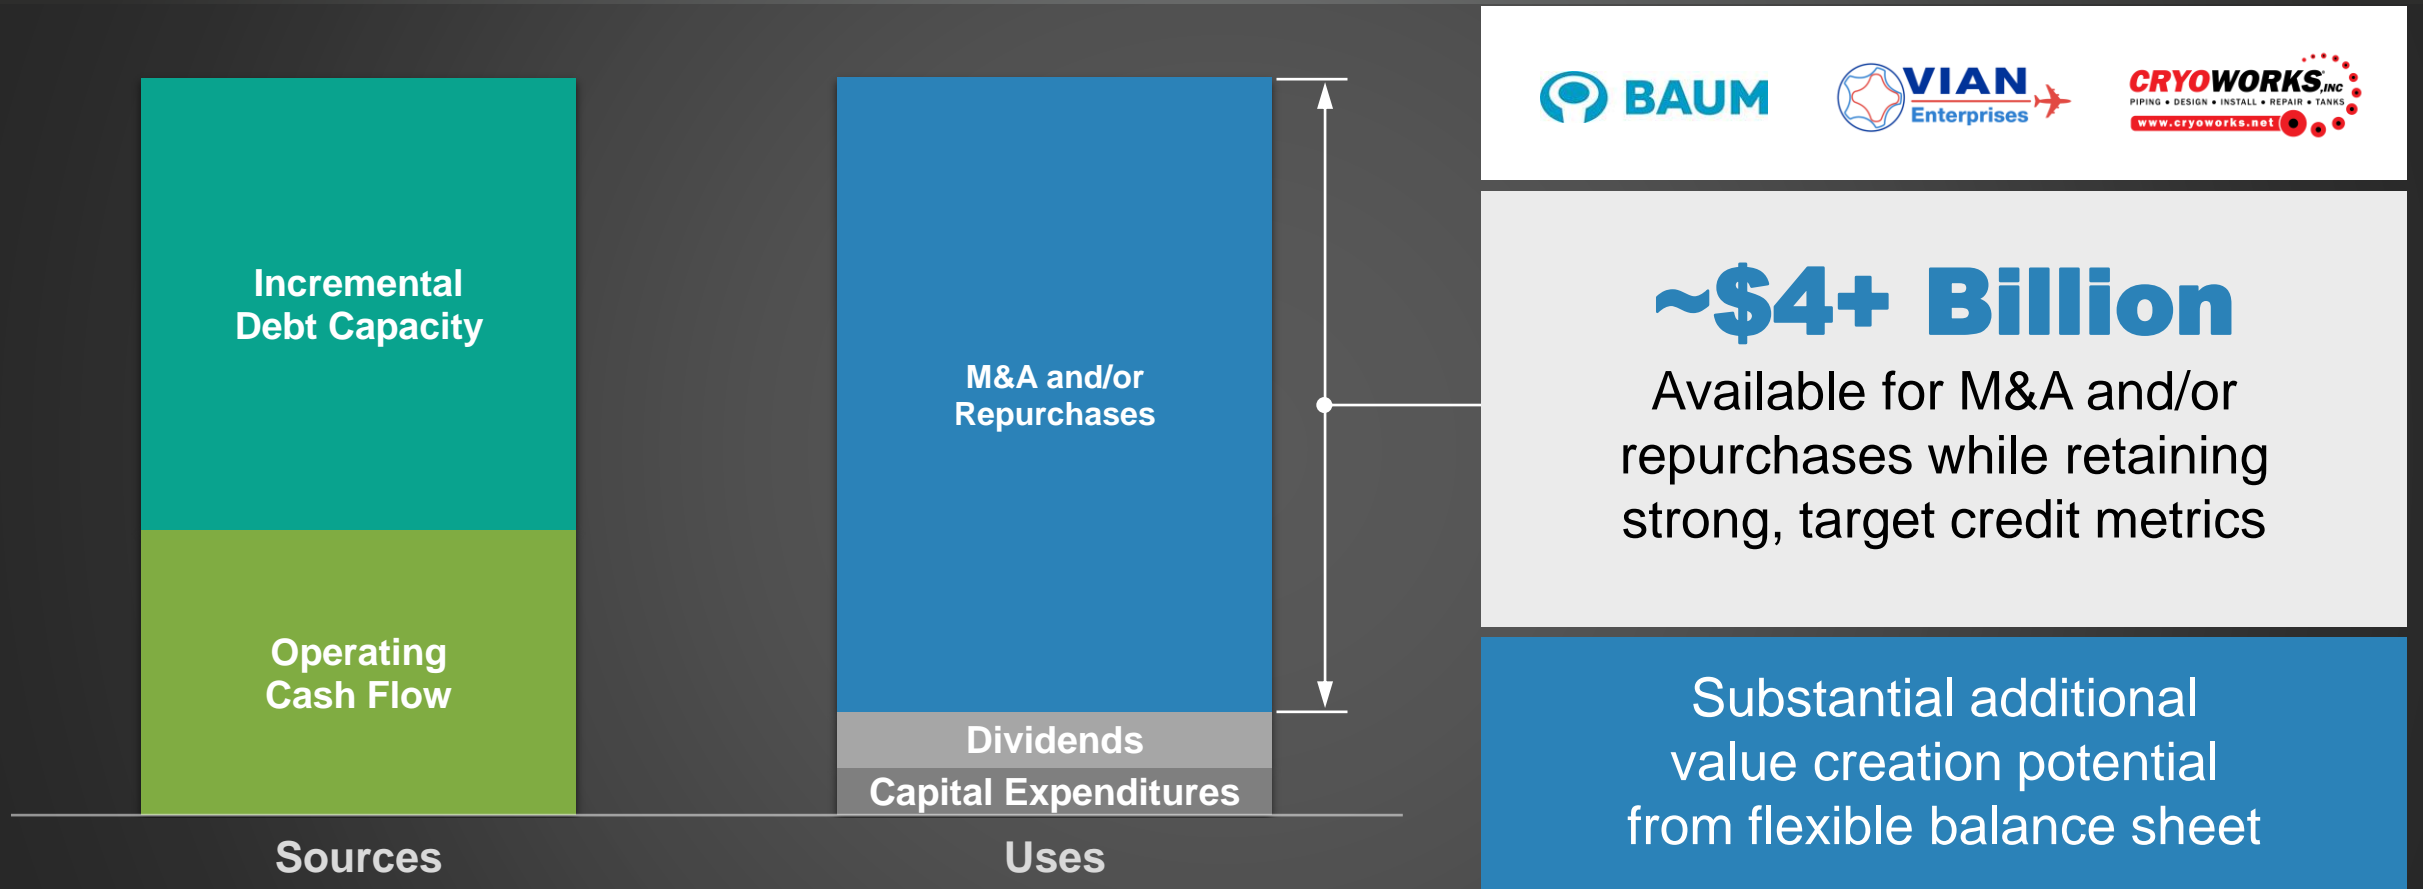 Incremental
Debt Capacity
Operating
Cash Flow
Sources
M&A and/or
Repurchases
Dividends
Capital Expenditures
Uses
BAUM
VIAN
Enterprises
CRYOWORKS,INC
PIPING • DESIGN • INSTALL • REPAIR • TANKS
www.cryoworks.net
~$4+ Billion
Available for M&A and/or
repurchases while retaining
strong, target credit metrics
Substantial additional
value creation potential
from flexible balance sheet